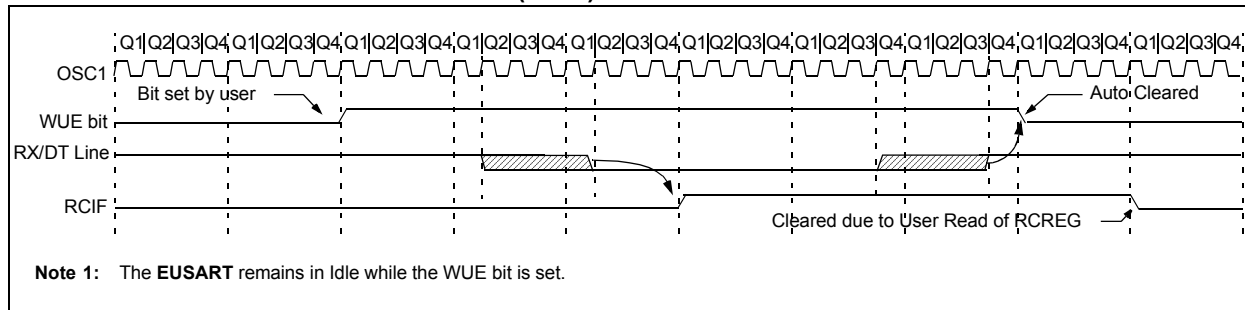 Q1 Q2 Q3 Q4 Q1 Q2 Q3 Q4 Q1 Q2 Q3 Q4 Q1 Q2 Q3 Q4 Q1 Q2 Q3 Q4 Q1 Q2 Q3 Q4 Q1 Q2 Q3 Q4 Q1 Q2 Q3 Q4 Q1 Q2 Q3 Q4 Q1 Q2 Q3 Q4
OSC1
Bit set by user
Auto Cleared
WUE bit
RX/DT Line
RCIF
Cleared due to User Read of RCREG
Note 1: The EUSART remains in Idle while the WUE bit is set.